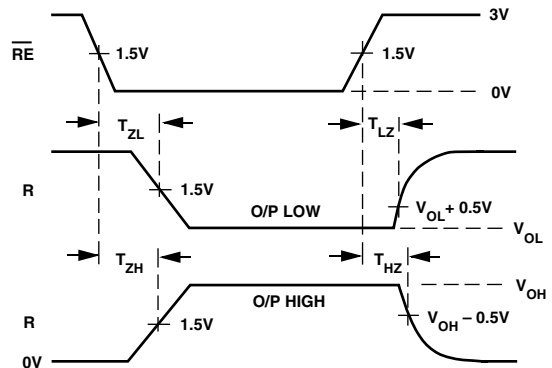 3V
RE
1.5V
1.5V
0V
TZL
TLZ
R
1.5V
O/P LOW
VOL + 0.5V
VOL
TZH
THZ
VOH
O/P HIGH
R
1.5V
VOH – 0.5V
0V